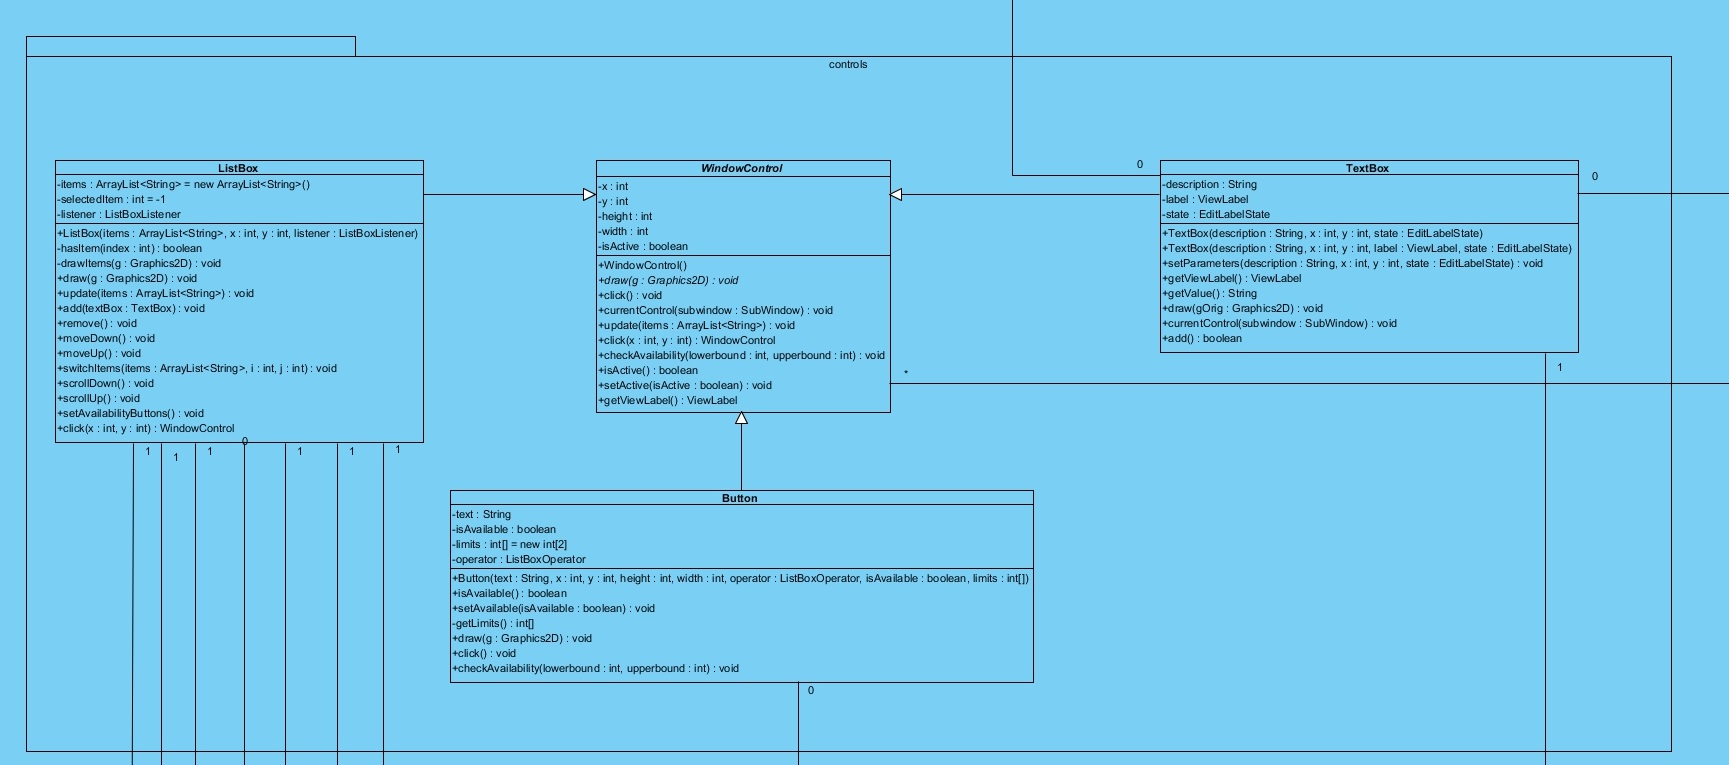 controls
ListBox
-items : ArrayList<String> = new ArrayList<String>()
-selectedItem : int = -1
-listener : ListBoxListener
+ListBox(items : ArrayList<String>, x : int, y : int, listener : ListBoxListener)
-hasItem(index : int) : boolean
-drawItems(g : Graphics2D) : void
+draw(g : Graphics2D) : void
+update(items : ArrayList<String>) : void
+add(textBox : TextBox) : void
+remove() : void
+moveDown() : void
+moveUp() : void
+switchItems(items : ArrayList<String>, i : int, j : int) : void
+scrollDown() : void
+scrollUp() : void
+setAvailabilityButtons() : void
+click(x : int, y : int) : WindowControl
1
1
1
0
1
1
1
WindowControl
-x : int
-y : int
-height : int
-width : int
-isActive : boolean
+WindowControl()
+draw(g : Graphics2D) : void
+click() : void
+currentControl(subwindow : SubWindow) : void
+update(items : ArrayList<String>) : void
+click(x : int, y : int) : WindowControl
+checkAvailability(lowerbound : int, upperbound : int) : void
+isActive() : boolean
+setActive(isActive : boolean) : void
+getViewLabel() : ViewLabel
*
0
TextBox
0
-description : String
-label : ViewLabel
-state : EditLabelState
+TextBox(description : String, x : int, y : int, state : EditLabelState)
+TextBox(description : String, x : int, y : int, label : ViewLabel, state : EditLabelState)
+setParameters(description : String, x : int, y : int, state : EditLabelState) : void
+getViewLabel() : ViewLabel
+getValue() : String
+draw(gOrig : Graphics2D) : void
+currentControl(subwindow : SubWindow) : void
+add() : boolean
1
Button
-text : String
-isAvailable : boolean
-limits : int[] = new int[2]
-operator : ListBoxOperator
+Button(text : String, x : int, y : int, height : int, width : int, operator : ListBoxOperator, isAvailable : boolean, limits : int[])
+isAvailable() : boolean
+setAvailable(isAvailable : boolean) : void
-getLimits() : int[]
+draw(g : Graphics2D) : void
+click() : void
+checkAvailability(lowerbound : int, upperbound : int) : void
0